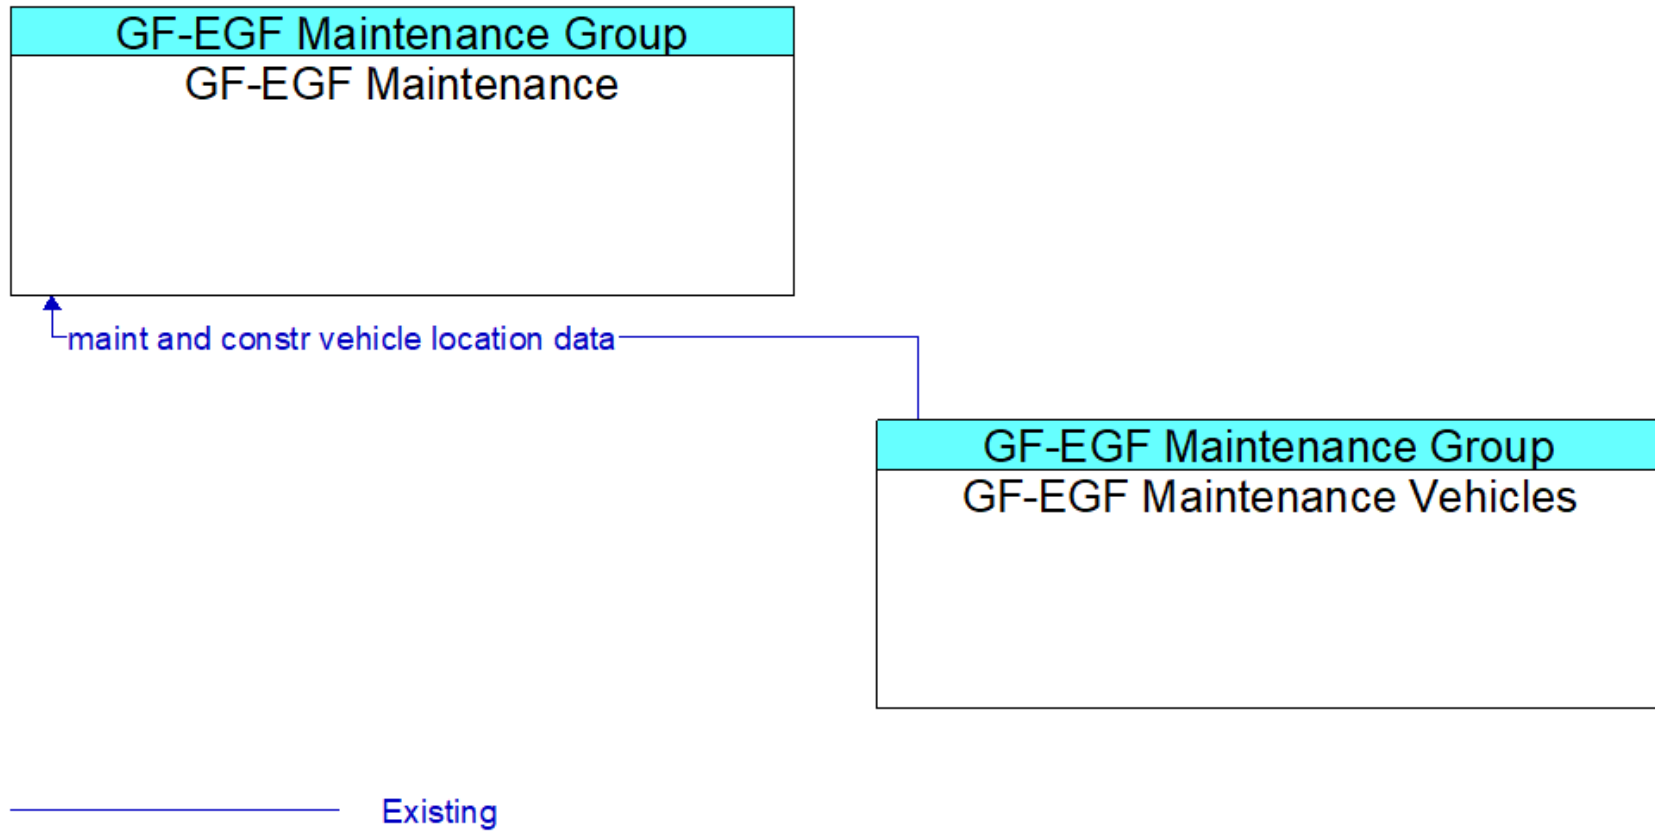 GF-EGF Maintenance Group
GF-EGF Maintenance
maint and constr vehicle location data
GF-EGF Maintenance Group
GF-EGF Maintenance Vehicles
Existing